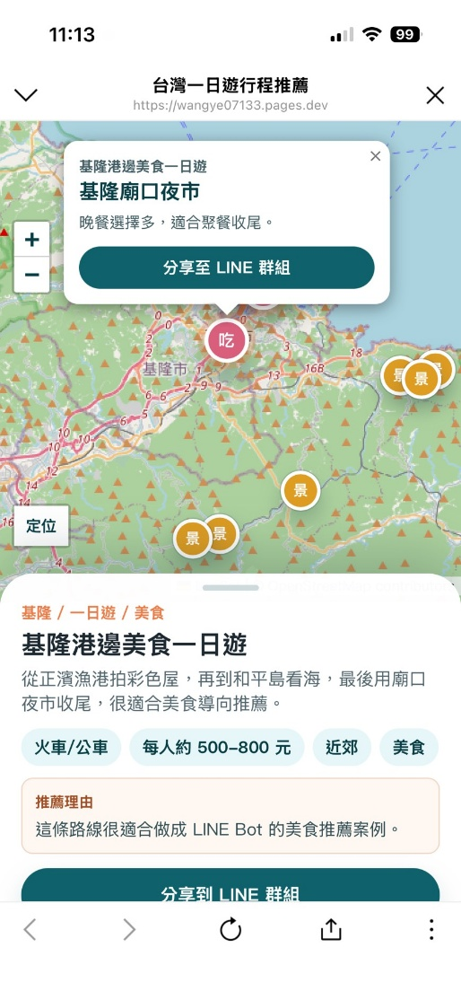 11:13
99
台灣一日遊行程推薦
https://wangye07133.pages.dev
基隆港邊美食一日遊
基隆廟口夜市
晚餐選擇多，適合聚餐收尾。
分享至 LINE 群組
+
−
吃
基隆市
景
景
景
景
景
定位
基隆 / 一日遊 / 美食
基隆港邊美食一日遊
從正濱漁港拍彩色屋，再到和平島看海，最後用廟口
夜市收尾，很適合美食導向推薦。
火車/公車
每人約 500–800 元
近郊
美食
推薦理由
這條路線很適合做成 LINE Bot 的美食推薦案例。
分享到 LINE 群組